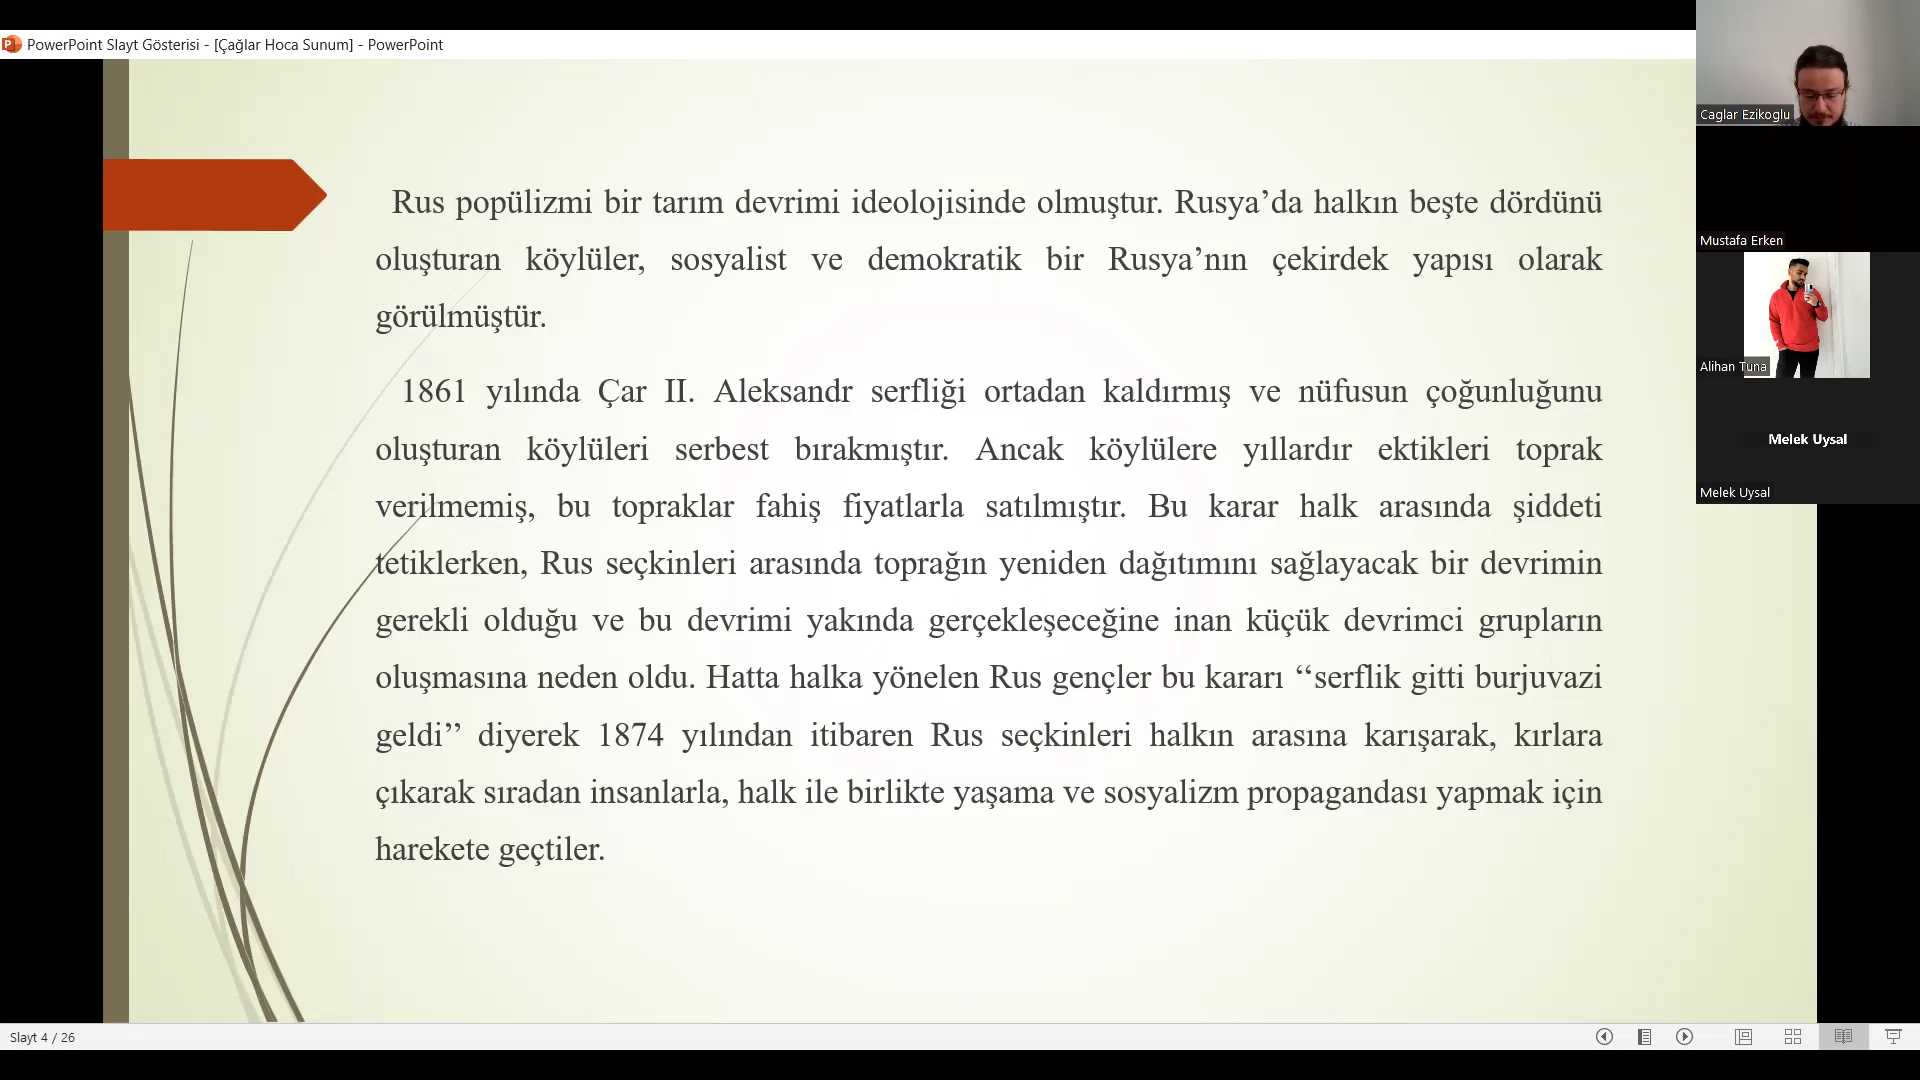 PowerPoint Slayt Gösterisi - [Çağlar Hoca Sunum] - PowerPoint
Caglar Ezikoglu
Mustafa Erken
Alihan Tuna
Melek Uysal
Melek Uysal
Rus popülizmi bir tarım devrimi ideolojisinde olmuştur. Rusya’da halkın beşte dördünü
oluşturan köylüler, sosyalist ve demokratik bir Rusya’nın çekirdek yapısı olarak
görülmüştür.
1861 yılında Çar II. Aleksandr serfliği ortadan kaldırmış ve nüfusun çoğunluğunu
oluşturan köylüleri serbest bırakmıştır. Ancak köylülere yıllardır ektikleri toprak
verilmemiş, bu topraklar fahiş fiyatlarla satılmıştır. Bu karar halk arasında şiddeti
tetiklerken, Rus seçkinleri arasında toprağın yeniden dağıtımını sağlayacak bir devrimin
gerekli olduğu ve bu devrimi yakında gerçekleşeceğine inan küçük devrimci grupların
oluşmasına neden oldu. Hatta halka yönelen Rus gençler bu kararı ‘‘serflik gitti burjuvazi
geldi’’ diyerek 1874 yılından itibaren Rus seçkinleri halkın arasına karışarak, kırlara
çıkarak sıradan insanlarla, halk ile birlikte yaşama ve sosyalizm propagandası yapmak için
harekete geçtiler.
Slayt 4 / 26